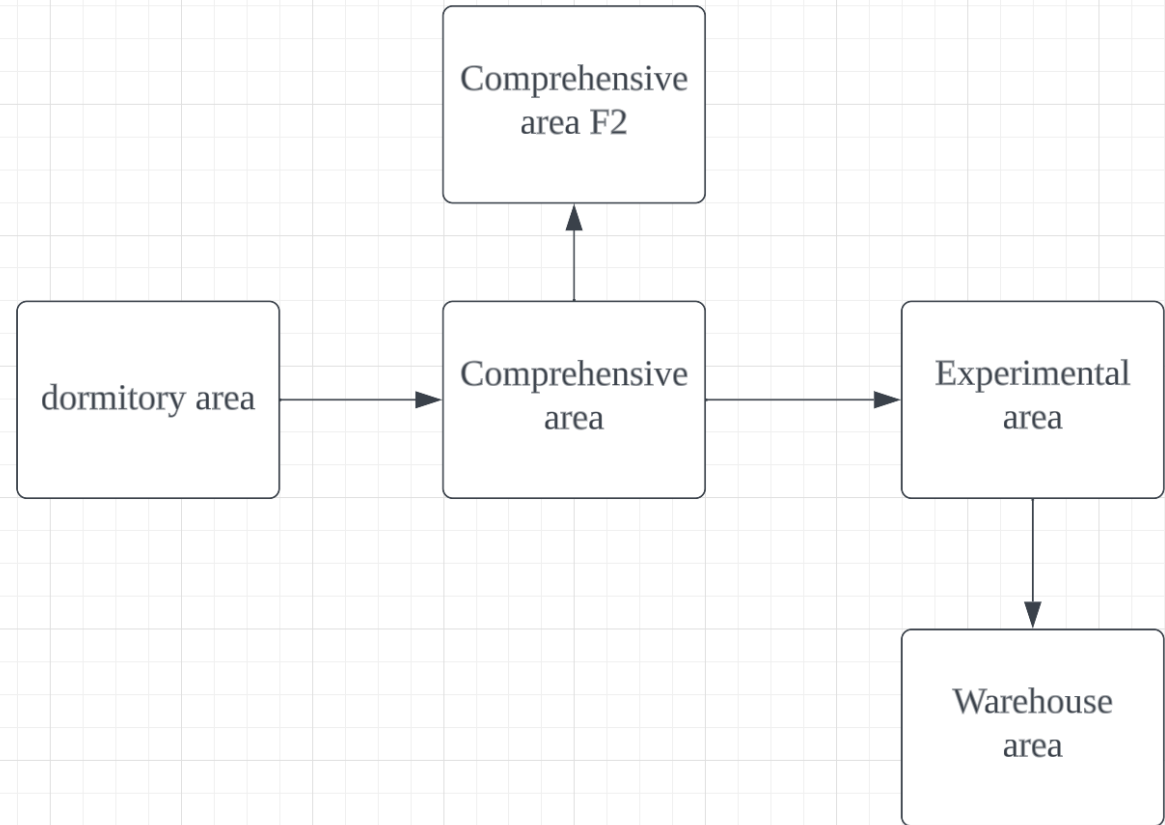 Comprehensive
area F2
dormitory area
Comprehensive
area
Experimental
area
Warehouse
area